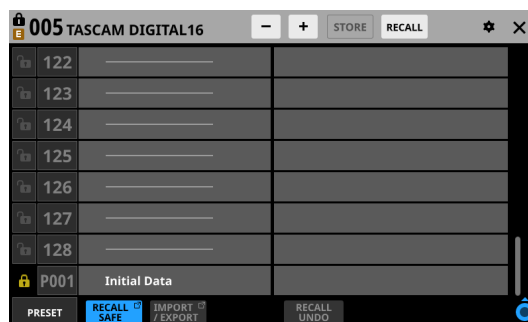 E 005 TASCAM DIGITAL16 − + STORE RECALL ×
122
123
124
125
126
127
128
P001 Initial Data
PRESET RECALL SAFE IMPORT / EXPORT RECALL UNDO